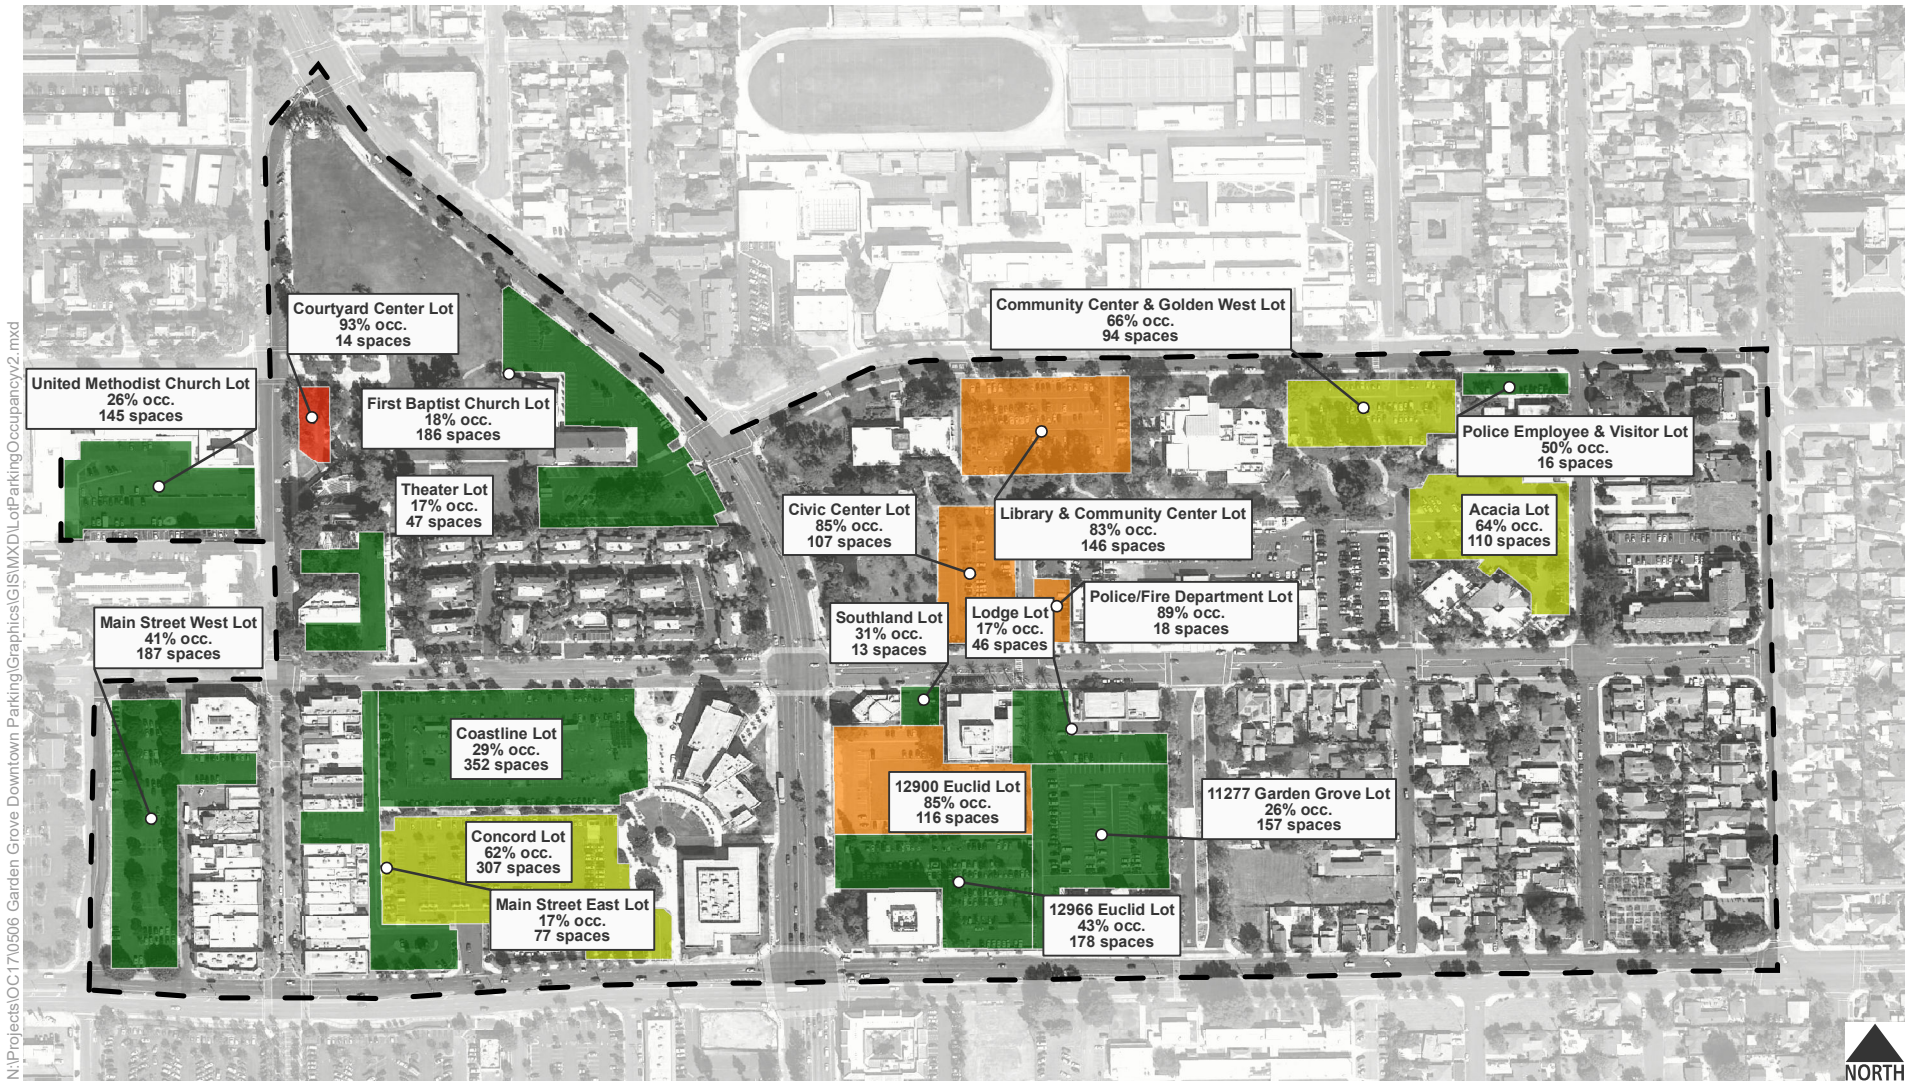 N:\Projects\OC17\0506 Garden Grove Downtown Parking\Graphics\GIS\MXD\LotParkingOccupancyv2.mxd
Courtyard Center Lot
93% occ.
14 spaces
Community Center & Golden West Lot
66% occ.
94 spaces
United Methodist Church Lot
26% occ.
145 spaces
First Baptist Church Lot
18% occ.
186 spaces
Police Employee & Visitor Lot
50% occ.
16 spaces
Theater Lot
17% occ.
47 spaces
Civic Center Lot
85% occ.
107 spaces
Library & Community Center Lot
83% occ.
146 spaces
Acacia Lot
64% occ.
110 spaces
Main Street West Lot
41% occ.
187 spaces
Southland Lot
31% occ.
13 spaces
Lodge Lot
17% occ.
46 spaces
Police/Fire Department Lot
89% occ.
18 spaces
Coastline Lot
29% occ.
352 spaces
12900 Euclid Lot
85% occ.
116 spaces
11277 Garden Grove Lot
26% occ.
157 spaces
Concord Lot
62% occ.
307 spaces
Main Street East Lot
17% occ.
77 spaces
12966 Euclid Lot
43% occ.
178 spaces
NORTH